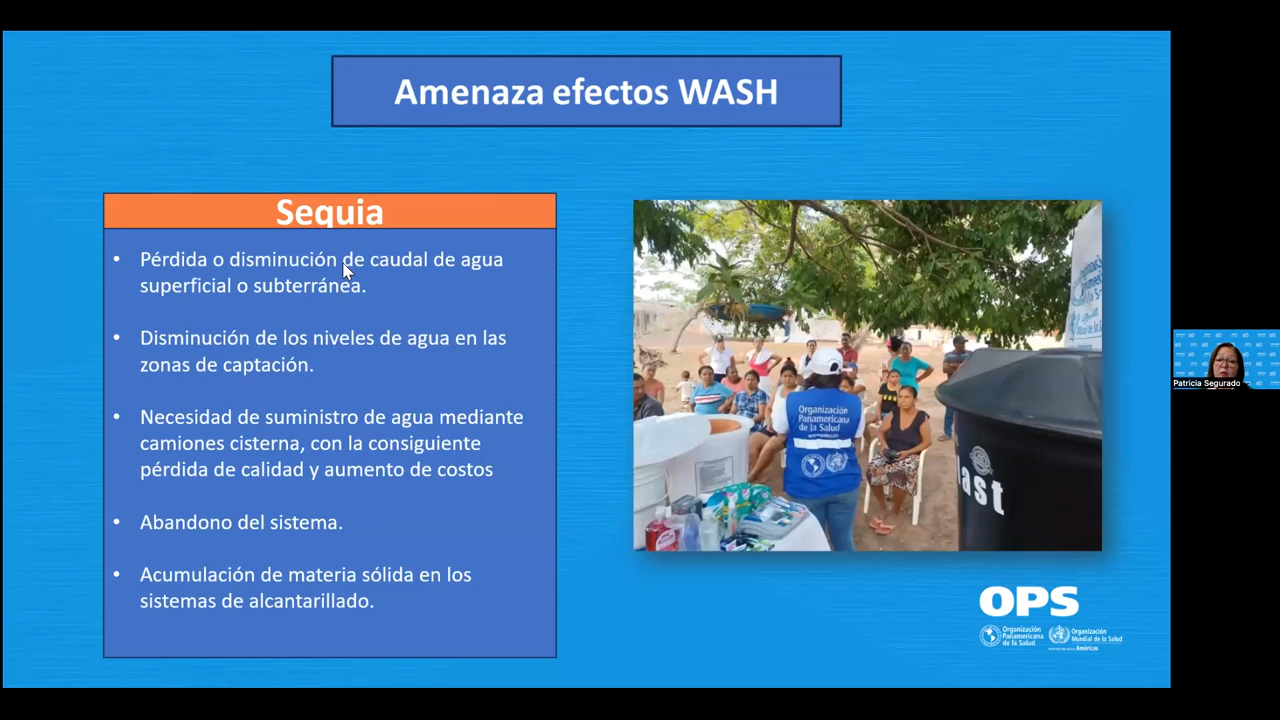 Amenaza efectos WASH
Sequia
• Pérdida o disminución de caudal de agua
superficial o subterránea.
• Disminución de los niveles de agua en las
zonas de captación.
• Necesidad de suministro de agua mediante
camiones cisterna, con la consiguiente
pérdida de calidad y aumento de costos
• Abandono del sistema.
• Acumulación de materia sólida en los
sistemas de alcantarillado.
Organización
Panamericana
de la Salud
last
OPS
Organización
Panamericana
de la Salud
Organización
Mundial de la Salud
Américas
Patricia Segurado